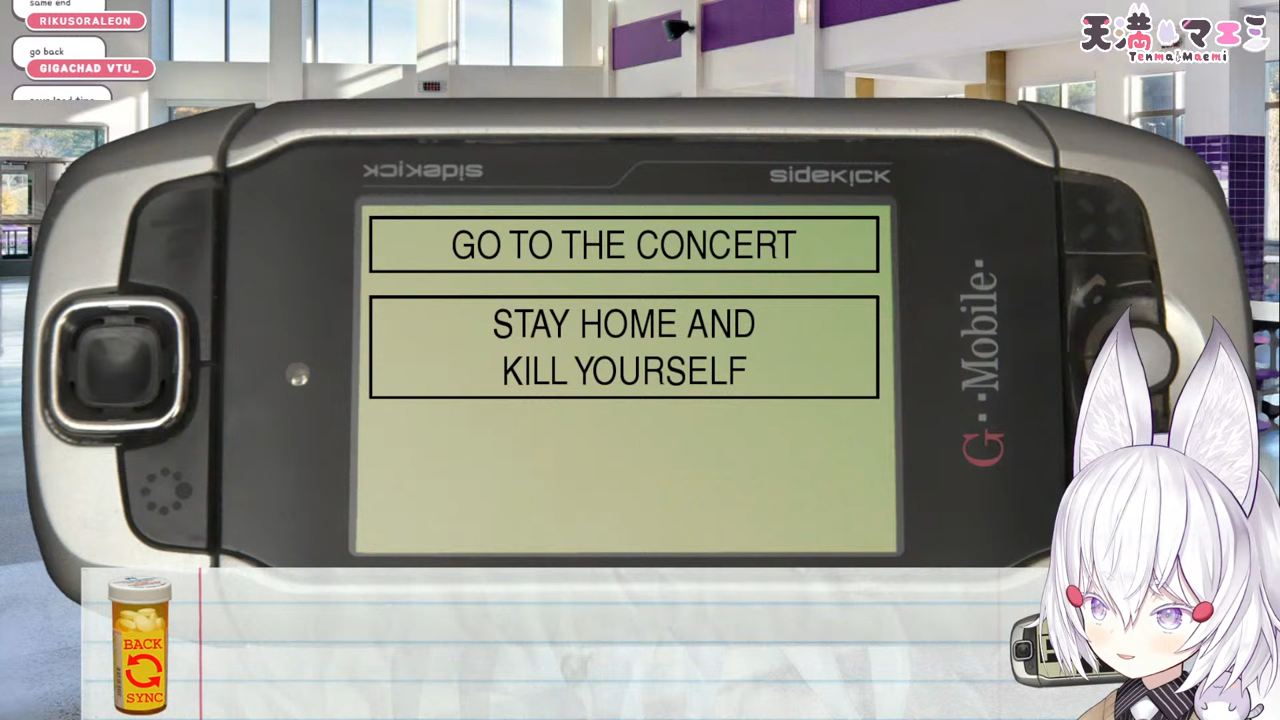 same end
RIKUSORALEON
go back
GIGACHAD VTU_
天満マエミ
Tenma Maemi
sidekick
sidekick
GO TO THE CONCERT
STAY HOME AND
KILL YOURSELF
T··Mobile·
BACK
SYNC